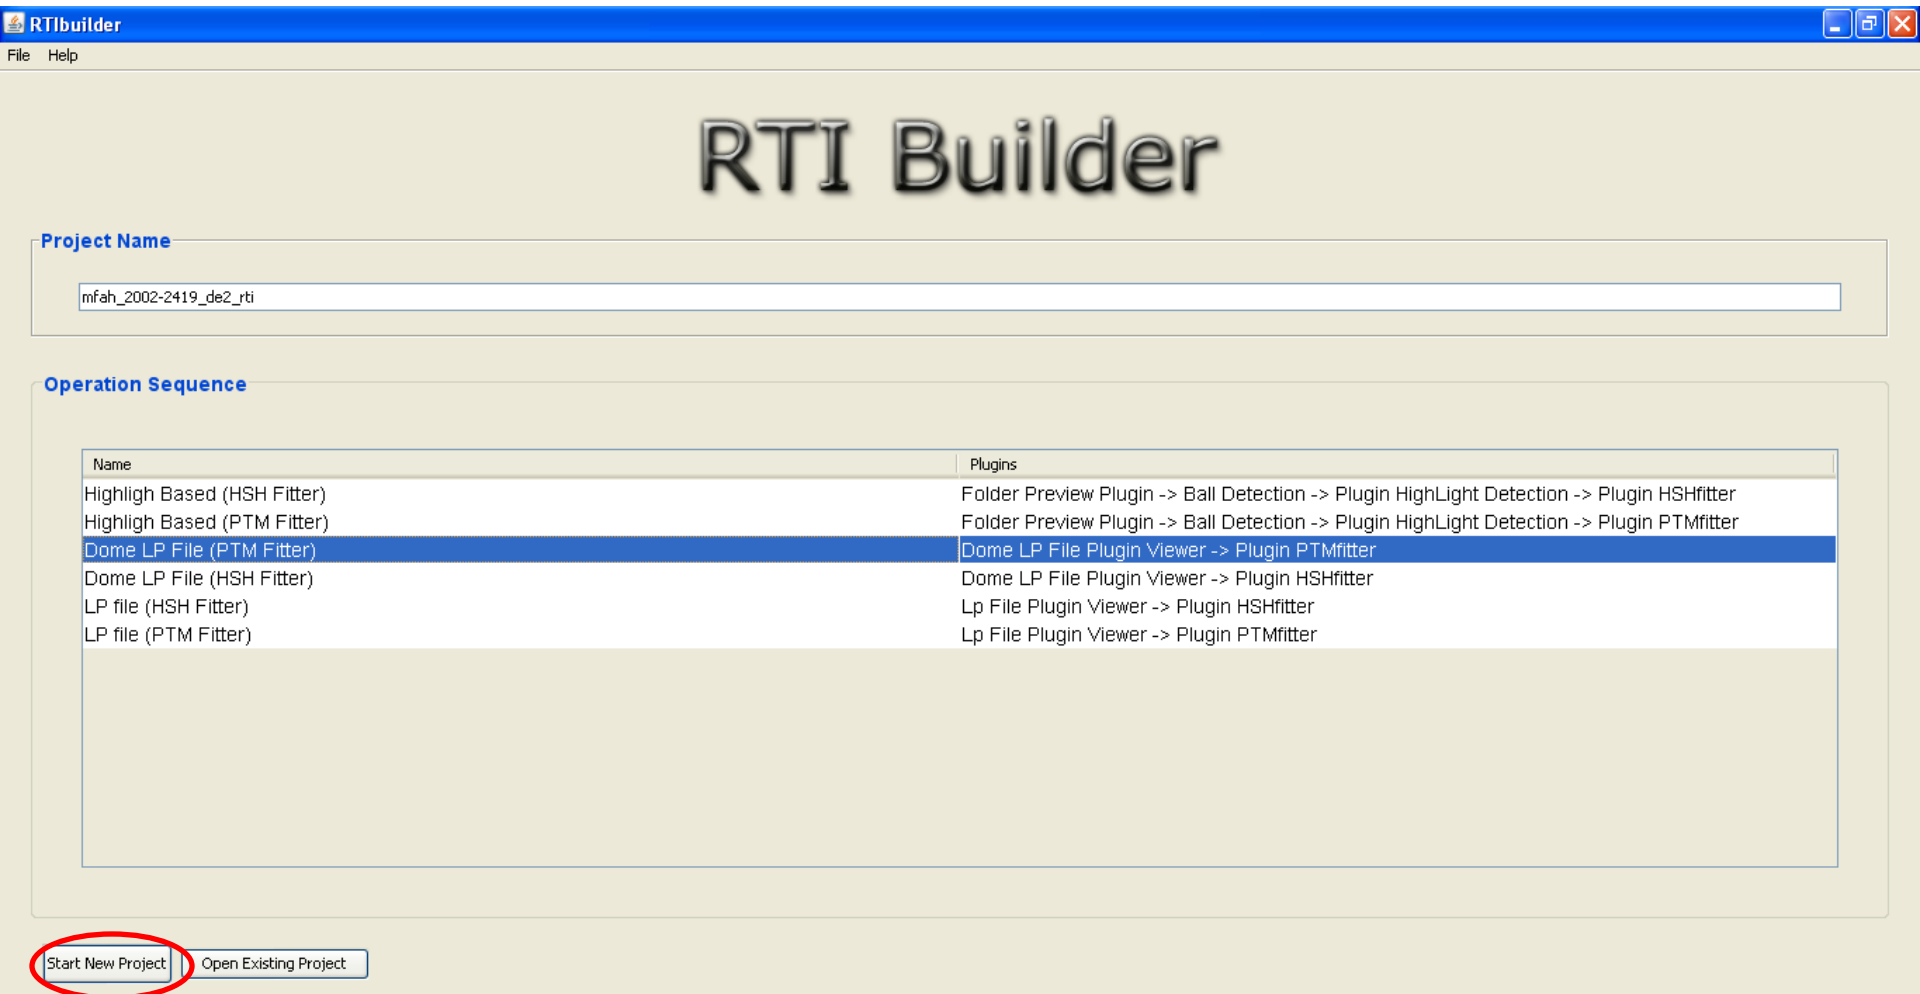 RTIbuilder
File Help
RTI Builder
Project Name
mfah_2002-2419_de2_rti
Operation Sequence
Name Plugins
Highligh Based (HSH Fitter) Folder Preview Plugin -> Ball Detection -> Plugin HighLight Detection -> Plugin HSHfitter
Highligh Based (PTM Fitter) Folder Preview Plugin -> Ball Detection -> Plugin HighLight Detection -> Plugin PTMfitter
Dome LP File (PTM Fitter) Dome LP File Plugin Viewer -> Plugin PTMfitter
Dome LP File (HSH Fitter) Dome LP File Plugin Viewer -> Plugin HSHfitter
LP file (HSH Fitter) Lp File Plugin Viewer -> Plugin HSHfitter
LP file (PTM Fitter) Lp File Plugin Viewer -> Plugin PTMfitter
Start New Project Open Existing Project